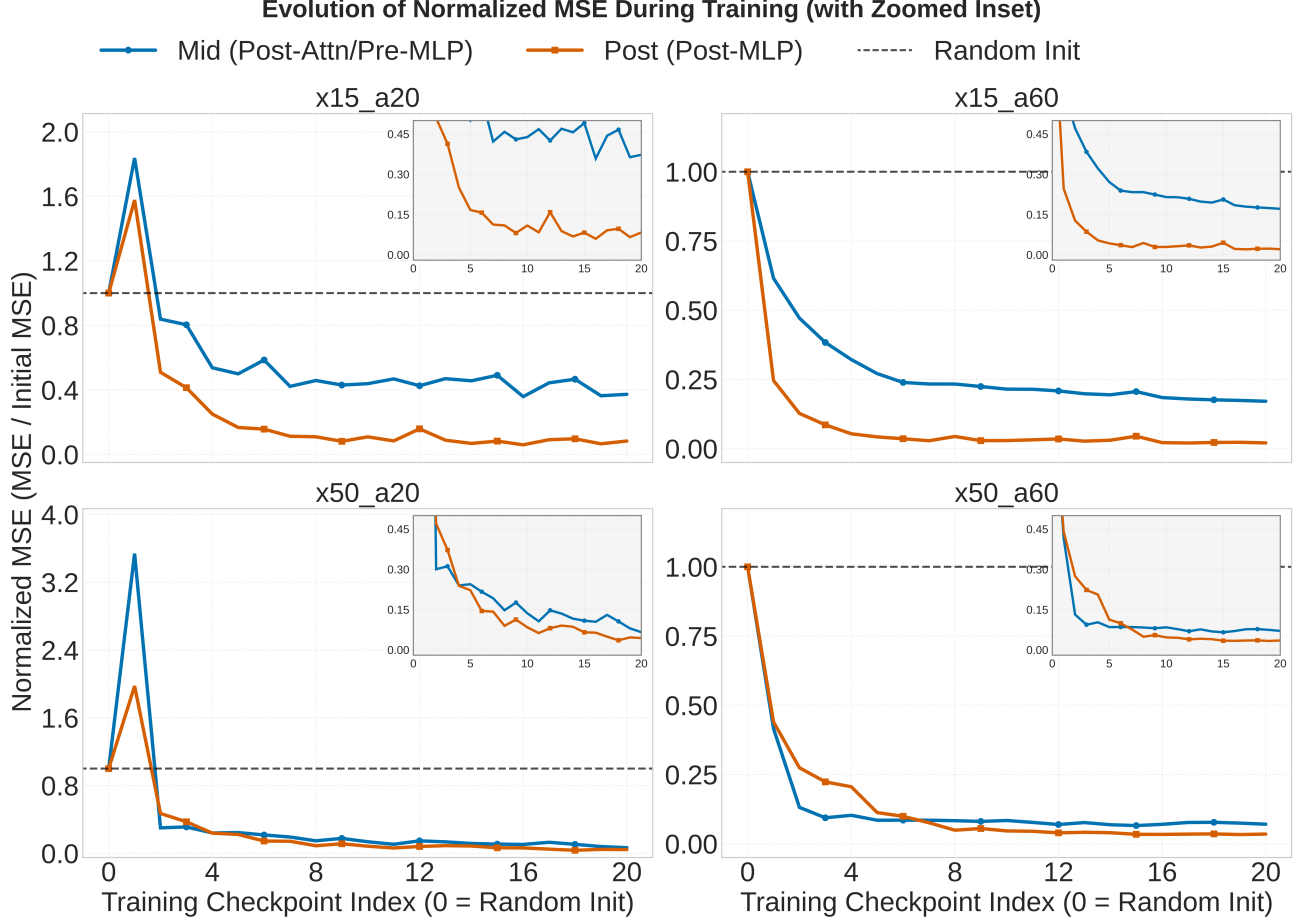 Evolution of Normalized MSE During Training (with Zoomed Inset)
Mid (Post-Attn/Pre-MLP) Post (Post-MLP) Random Init
x15_a20
2.0
1.6
1.2
0.8
0.4
0.0
0.45
0.30
0.15
0.00
0 5 10 15 20
x15_a60
1.00
0.75
0.50
0.25
0.00
0.45
0.30
0.15
0.00
0 5 10 15 20
Normalized MSE (MSE / Initial MSE)
x50_a20
4.0
3.2
2.4
1.6
0.8
0.0
0.45
0.30
0.15
0.00
0 5 10 15 20
0 4 8 12 16 20
Training Checkpoint Index (0 = Random Init)
x50_a60
1.00
0.75
0.50
0.25
0.00
0.45
0.30
0.15
0.00
0 5 10 15 20
0 4 8 12 16 20
Training Checkpoint Index (0 = Random Init)